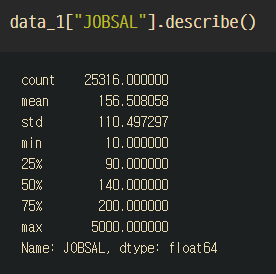 data_1["JOBSAL"].describe()
count 25316.000000
mean 156.508058
std 110.497297
min 10.000000
25% 90.000000
50% 140.000000
75% 200.000000
max 5000.000000
Name: JOBSAL, dtype: float64